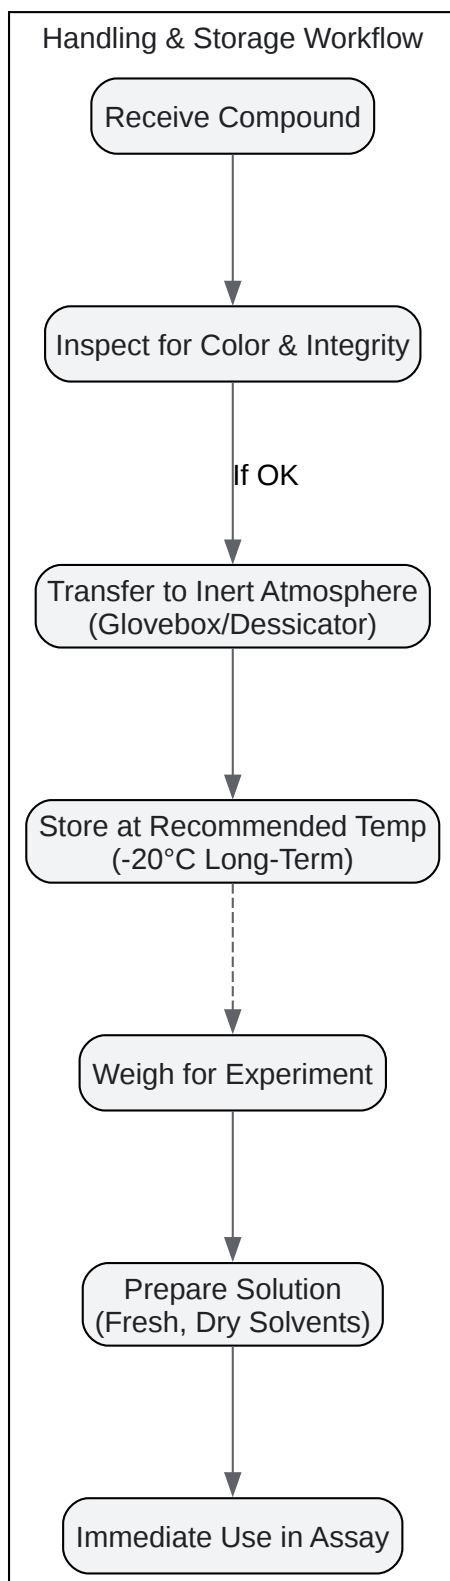 Handling & Storage Workflow
Receive Compound
Inspect for Color & Integrity
If OK
Transfer to Inert Atmosphere
(Glovebox/Dessicator)
Store at Recommended Temp
(-20°C Long-Term)
Weigh for Experiment
Prepare Solution
(Fresh, Dry Solvents)
Immediate Use in Assay